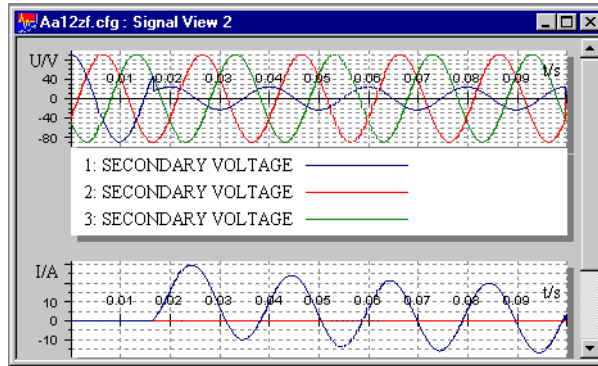 Aa12zf.cfg : Signal View 2
U/V
40
0
-40
-80
0.01 0.02 0.03 0.04 0.05 0.06 0.07 0.08 0.09 t/s
1: SECONDARY VOLTAGE
2: SECONDARY VOLTAGE
3: SECONDARY VOLTAGE
I/A
10
0
-10
0.01 0.02 0.03 0.04 0.05 0.06 0.07 0.08 0.09 t/s